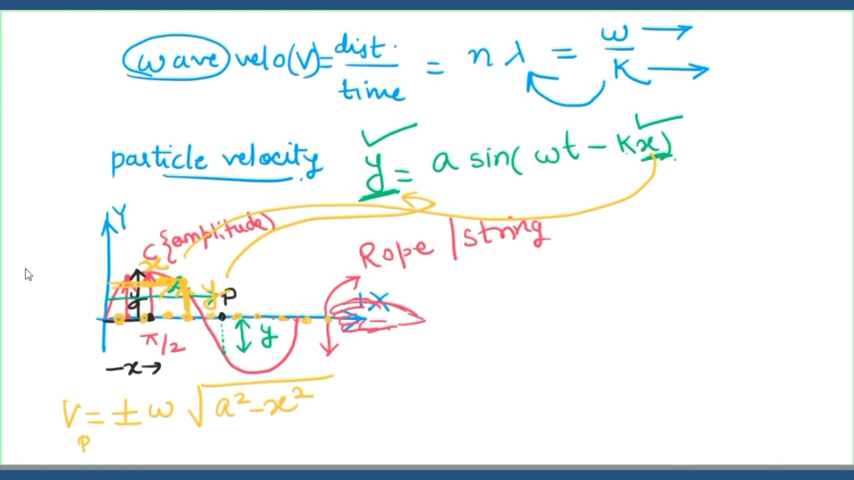 wave velo(V) = dist. / time = nλ = ω / K
particle velocity y = a sin(ωt - Kx)
Y
C{amplitude)
Rope / string
x
y
P
+X
y
π/2
-x→
Vp = ± ω √a² - x²